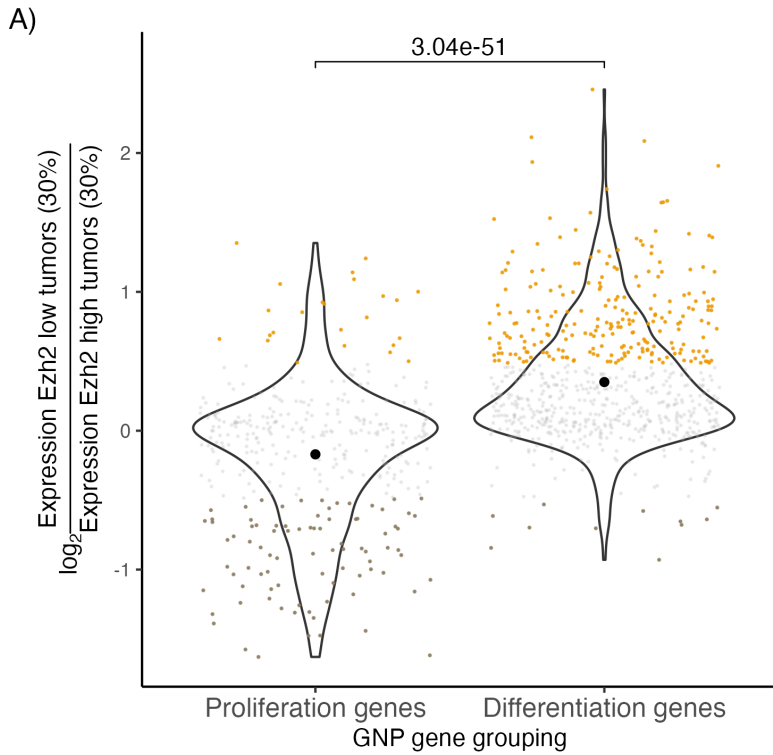 A)
3.04e-51
log2 Expression Ezh2 low tumors (30%)
Expression Ezh2 high tumors (30%)
2
1
0
-1
Proliferation genes
Differentiation genes
GNP gene grouping